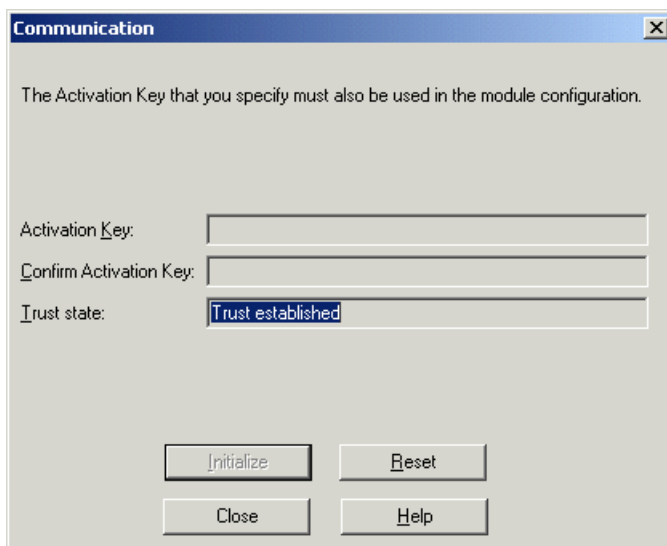 Communication
The Activation Key that you specify must also be used in the module configuration.
Activation Key:
Confirm Activation Key:
Trust state: Trust established
Initialize Reset
Close Help